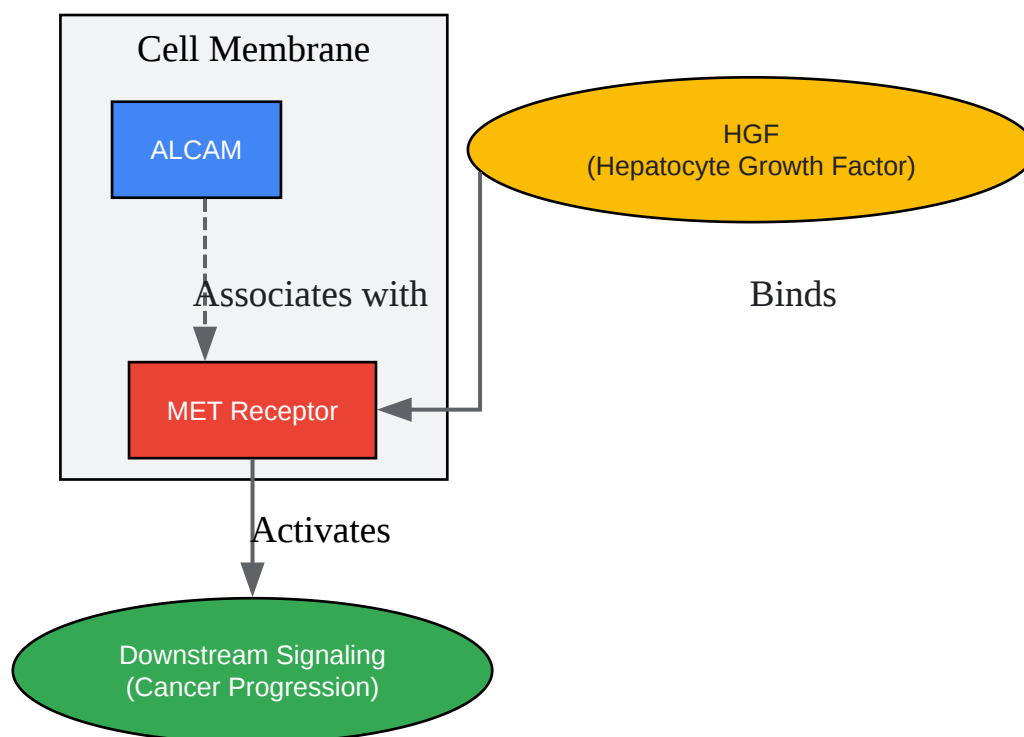 Cell Membrane
ALCAM
HGF
(Hepatocyte Growth Factor)
Associates with
Binds
MET Receptor
Activates
Downstream Signaling
(Cancer Progression)